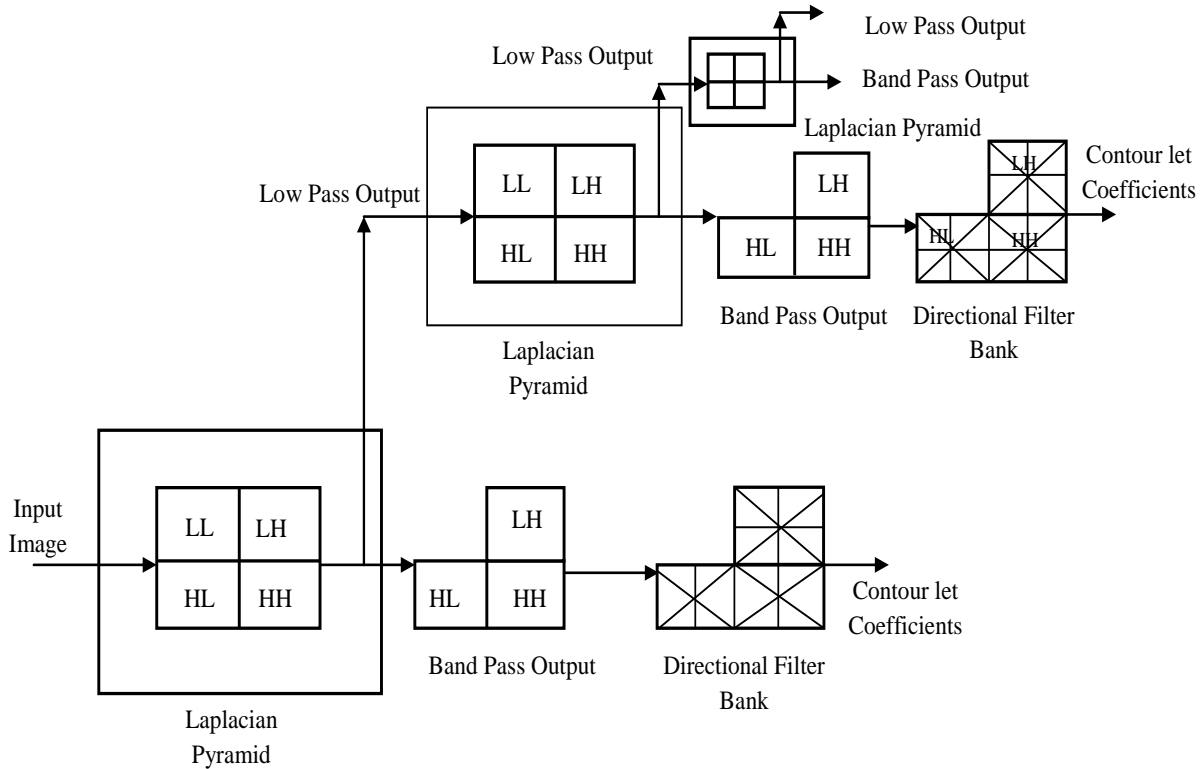 Low Pass Output
Low Pass Output
Band Pass Output
Laplacian Pyramid
LL LH
HL HH
Low Pass Output
LH
HL HH
LH
HL HH
Contour let
Coefficients
Band Pass Output
Directional Filter
Bank
Laplacian
Pyramid
Input
Image
LL LH
HL HH
LH
HL HH
Contour let
Coefficients
Band Pass Output
Directional Filter
Bank
Laplacian
Pyramid